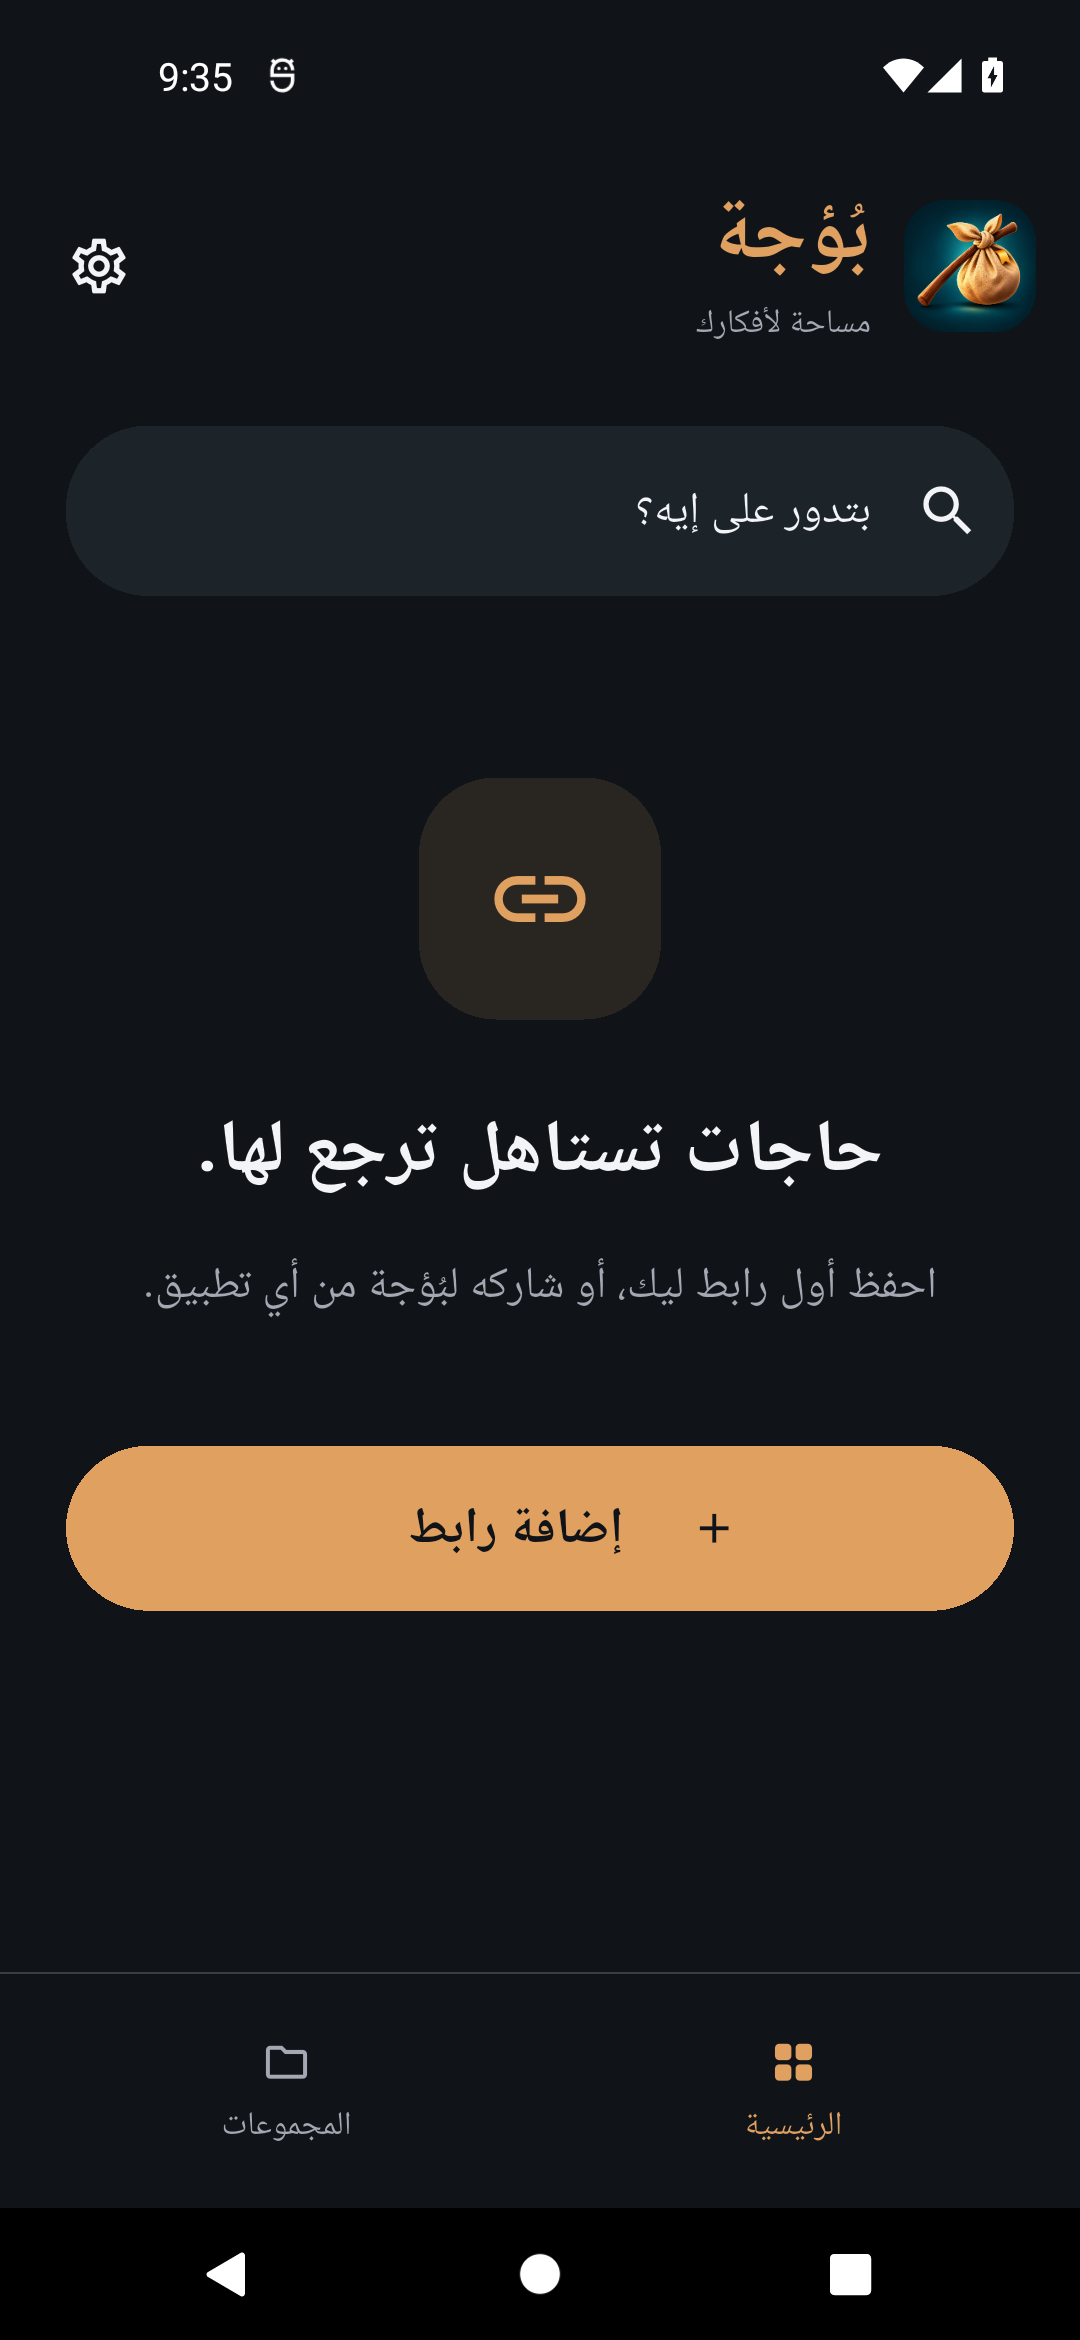 9:35
بُؤجة
مساحة لأفكارك
بتدور على إيه؟
حاجات تستاهل ترجع لها.
احفظ أول رابط ليك، أو شاركه لبُؤجة من أي تطبيق.
إضافة رابط
الرئيسية
المجموعات